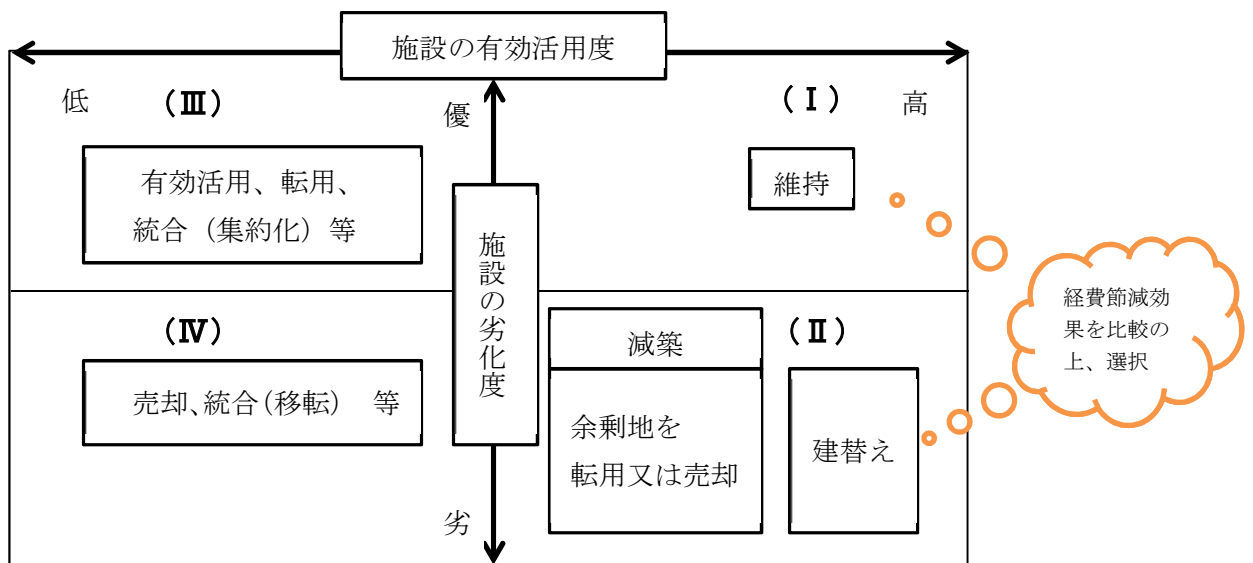 施設の有効活用度
低
(Ⅲ)
優
(Ⅰ)
高
有効活用、転用、
統合（集約化）等
維持
施設の劣化度
経費節減効
果を比較の
上、選択
(Ⅳ)
売却、統合(移転)　等
減築
余剰地を
転用又は売却
(Ⅱ)
建替え
劣